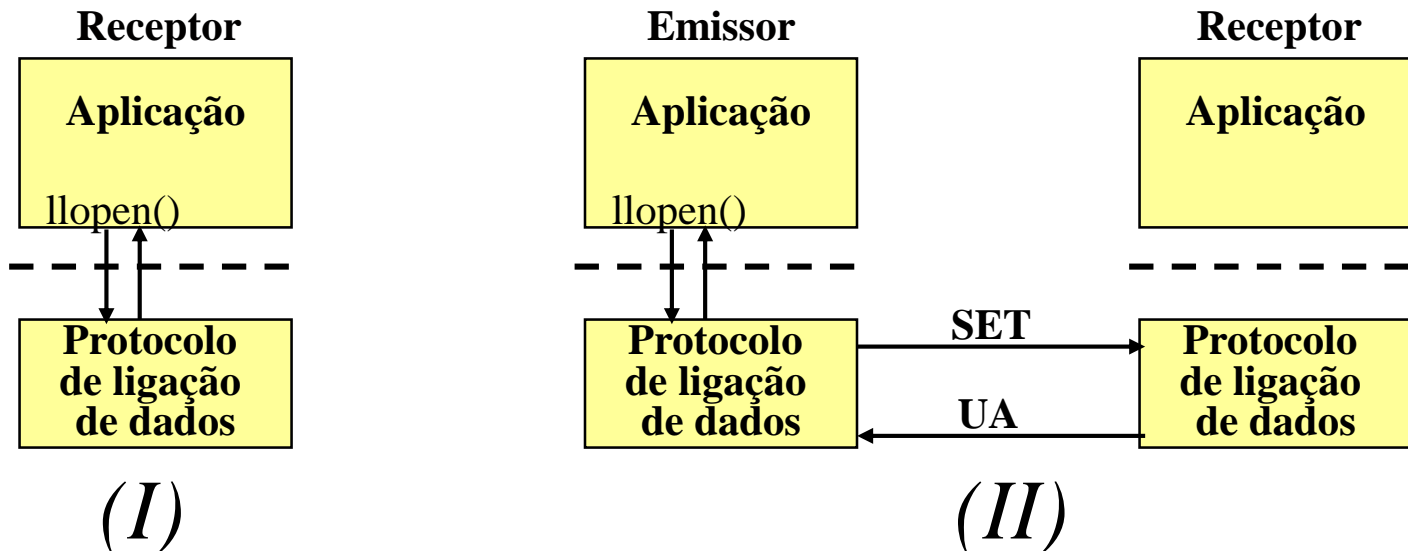 Receptor
Aplicação
llopen()
Protocolo
de ligação
de dados
(I)
Emissor
Receptor
Aplicação
Aplicação
llopen()
SET
UA
Protocolo
de ligação
de dados
Protocolo
de ligação
de dados
(II)